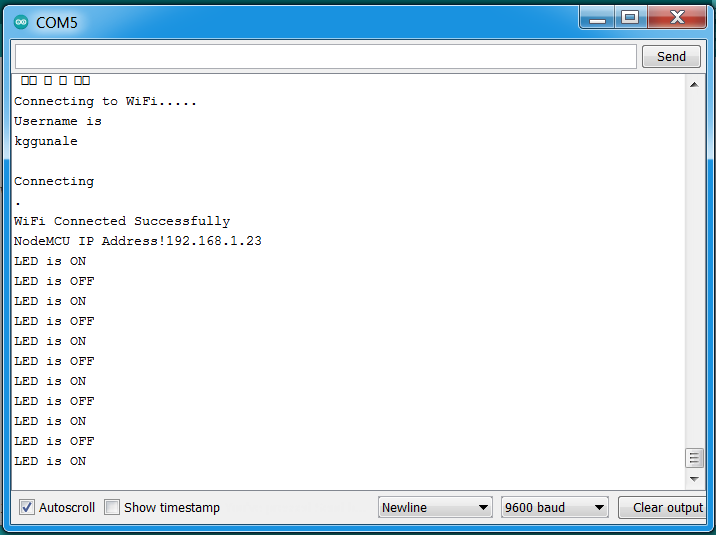 COM5
Send
Connecting to WiFi.....
Username is
kggunale
Connecting
.
WiFi Connected Successfully
NodeMCU IP Address!192.168.1.23
LED is ON
LED is OFF
LED is ON
LED is OFF
LED is ON
LED is OFF
LED is ON
LED is OFF
LED is ON
LED is OFF
LED is ON
Autoscroll Show timestamp Newline 9600 baud Clear output